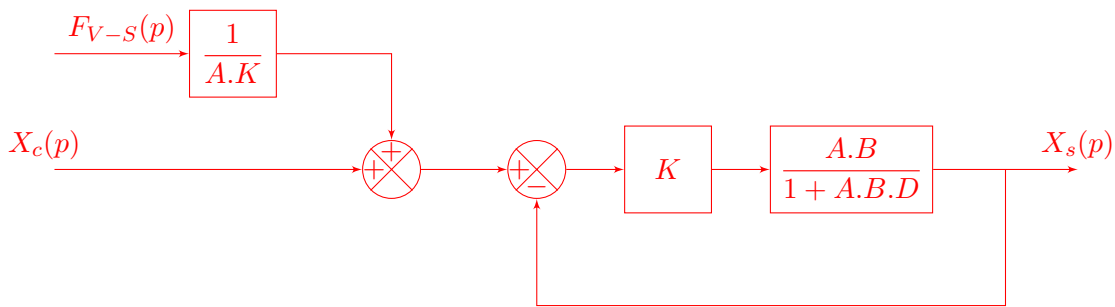 F_{V−S}(p)
1
A.K
X_c(p)
+
+
+
−
K
A.B
1 + A.B.D
X_s(p)